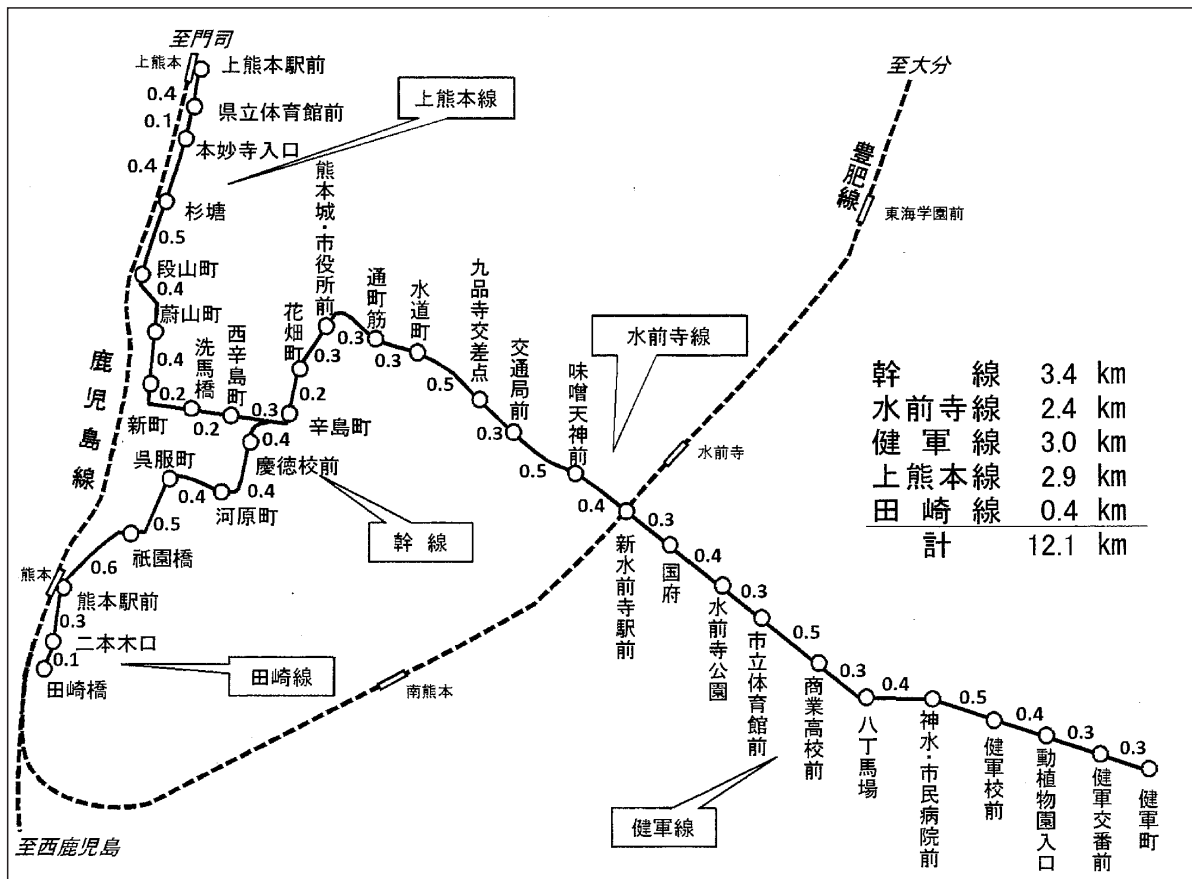 至門司
上熊本
上熊本駅前
0.4
県立体育館前
0.1
本妙寺入口
0.4
杉塘
0.5
段山町
0.4
蔚山町
0.4
新町
0.2
洗馬橋
0.2
西辛島町
0.3
辛島町
上熊本線
鹿児島線
0.2
花畑町
0.3
熊本城・市役所前
0.3
通町筋
0.3
水道町
0.5
九品寺交差点
0.3
交通局前
0.5
味噌天神前
0.4
新水前寺駅前
水前寺線
0.4
慶徳校前
0.4
河原町
0.4
呉服町
0.5
祇園橋
0.6
熊本
熊本駅前
0.3
二本木口
0.1
田崎橋
幹線
田崎線
至西鹿児島
至大分
豊肥線
東海学園前
水前寺
南熊本
0.3
国府
0.4
水前寺公園
0.3
市立体育館前
0.5
商業高校前
0.3
八丁馬場
0.4
神水・市民病院前
0.5
健軍校前
0.4
動植物園入口
0.3
健軍交番前
0.3
健軍町
健軍線
幹線 3.4 km
水前寺線 2.4 km
健軍線 3.0 km
上熊本線 2.9 km
田崎線 0.4 km
計 12.1 km